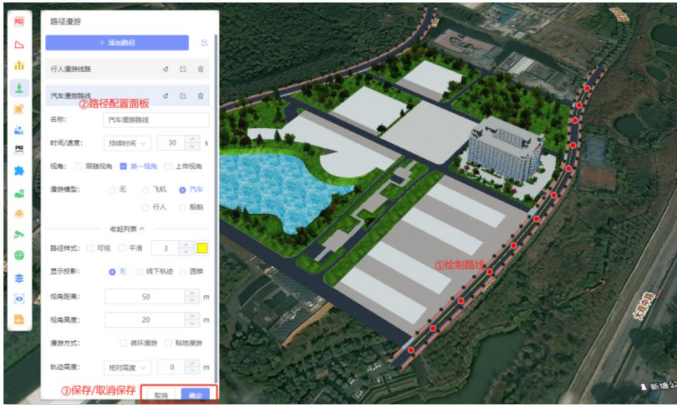 路径漫游
+ 添加路径
行人漫游线路
汽车漫游路线
②路径配置面板
名称: 汽车漫游路线
时间/速度: 持续时间 30 s
视角: 跟随视角 第一视角 上帝视角
漫游模型: 无 飞机 汽车
行人 船舶
收起列表
路径样式: 可视 平滑 3
显示投影: 无 线下轨迹 围墙
视角距离: 50 m
视角高度: 20 m
漫游方式: 循环漫游 贴地漫游
轨迹高度: 相对高度 0 m
③保存/取消保存
取消 确定
①绘制路线